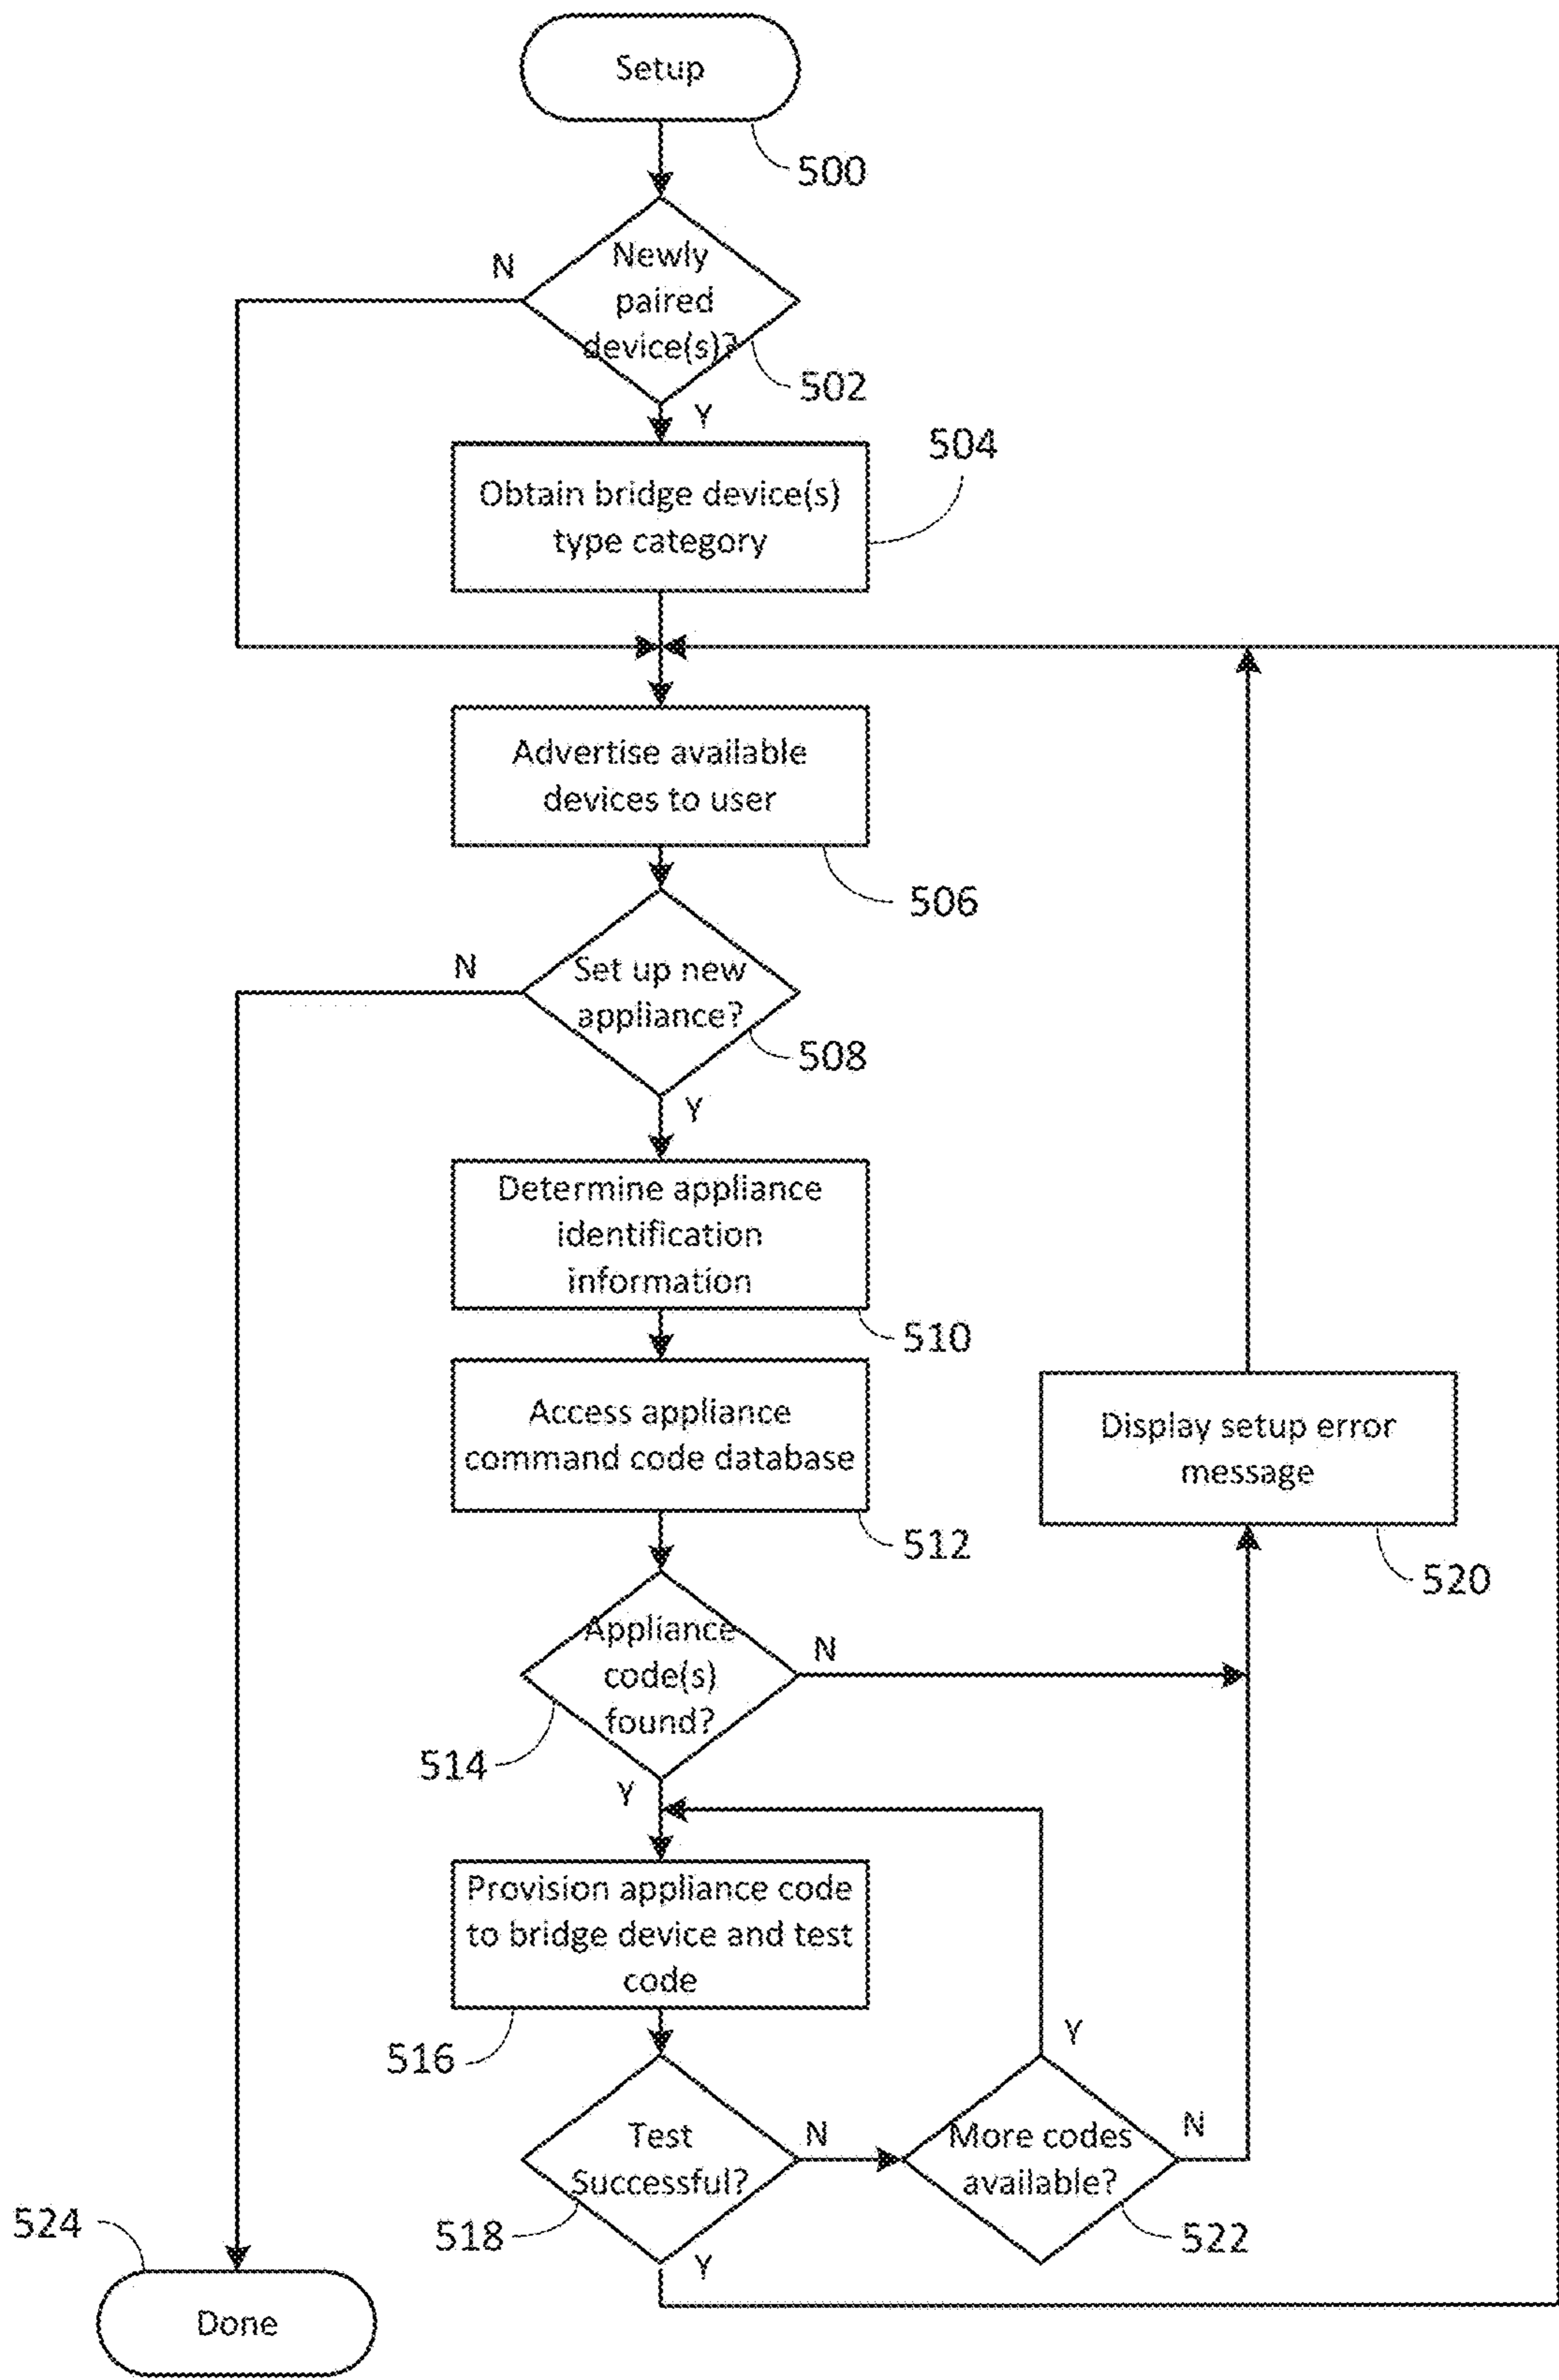 Setup
500
N
Newly
paired
device(s)?
502
Y
504
Obtain bridge device(s)
type category
Advertise available
devices to user
506
N
Set up new
appliance?
508
Y
Determine appliance
identification
information
510
Access appliance
command code database
512
Display setup error
message
520
Appliance
code(s)
found?
N
514
Y
Provision appliance code
to bridge device and test
code
516
Y
Test
Successful?
N
More codes
available?
N
518
522
Y
524
Done